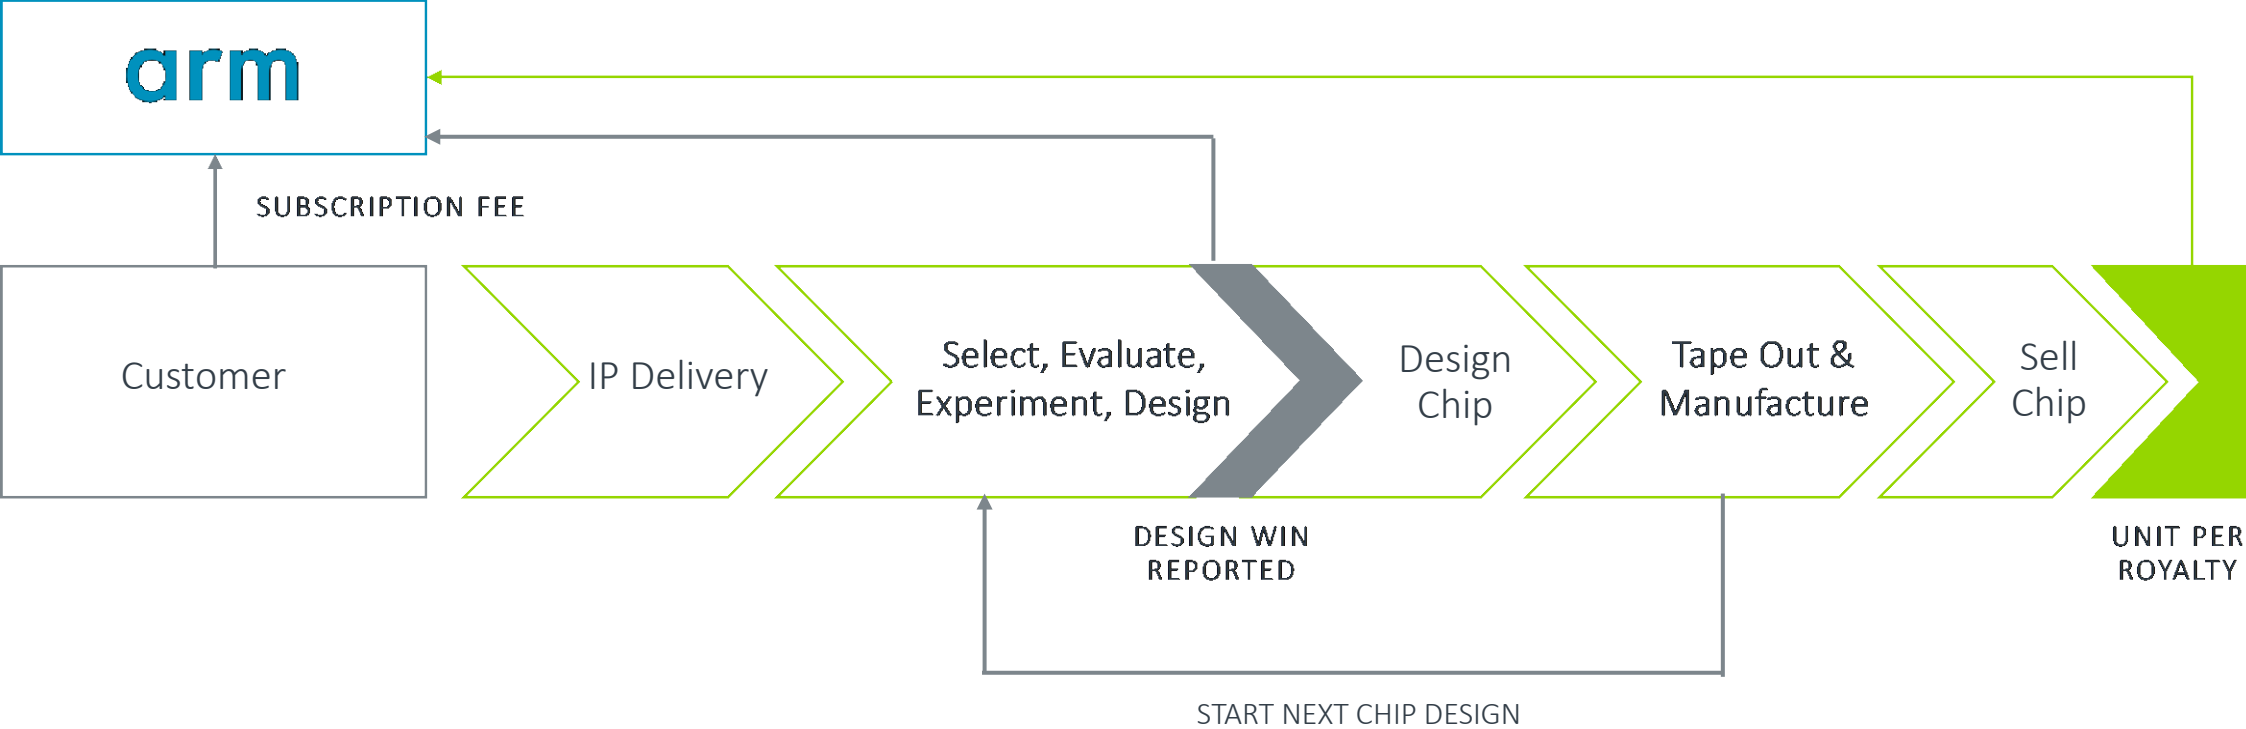 arm
SUBSCRIPTION FEE
Customer
IP Delivery
Select, Evaluate,
Experiment, Design
Design
Chip
Tape Out &
Manufacture
Sell
Chip
DESIGN WIN
REPORTED
UNIT PER
ROYALTY
START NEXT CHIP DESIGN